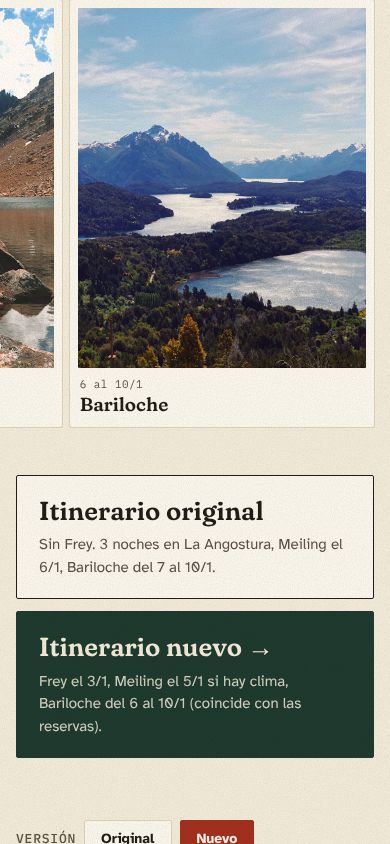 6 al 10/1
Bariloche
Itinerario original
Sin Frey. 3 noches en La Angostura, Meiling el
6/1, Bariloche del 7 al 10/1.
Itinerario nuevo →
Frey el 3/1, Meiling el 5/1 si hay clima,
Bariloche del 6 al 10/1 (coincide con las
reservas).
VERSIÓN Original Nuevo